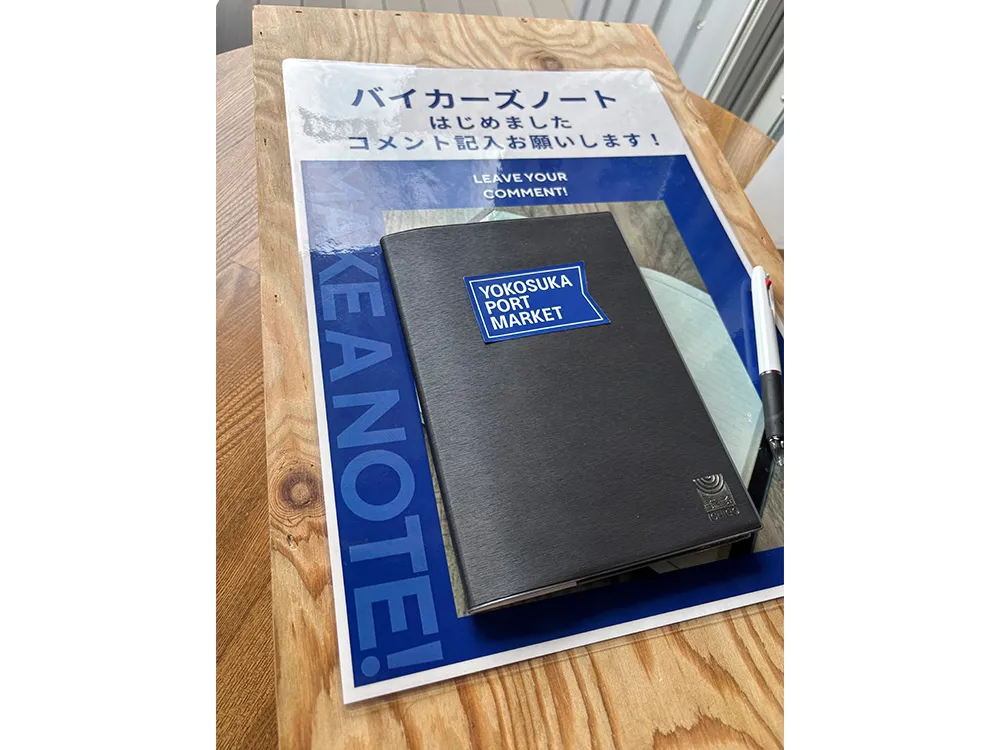 バイカーズノート
はじめました
コメント記入お願いします！
LEAVE YOUR
COMMENT!
MAKE A NOTE!
YOKOSUKA
PORT
MARKET